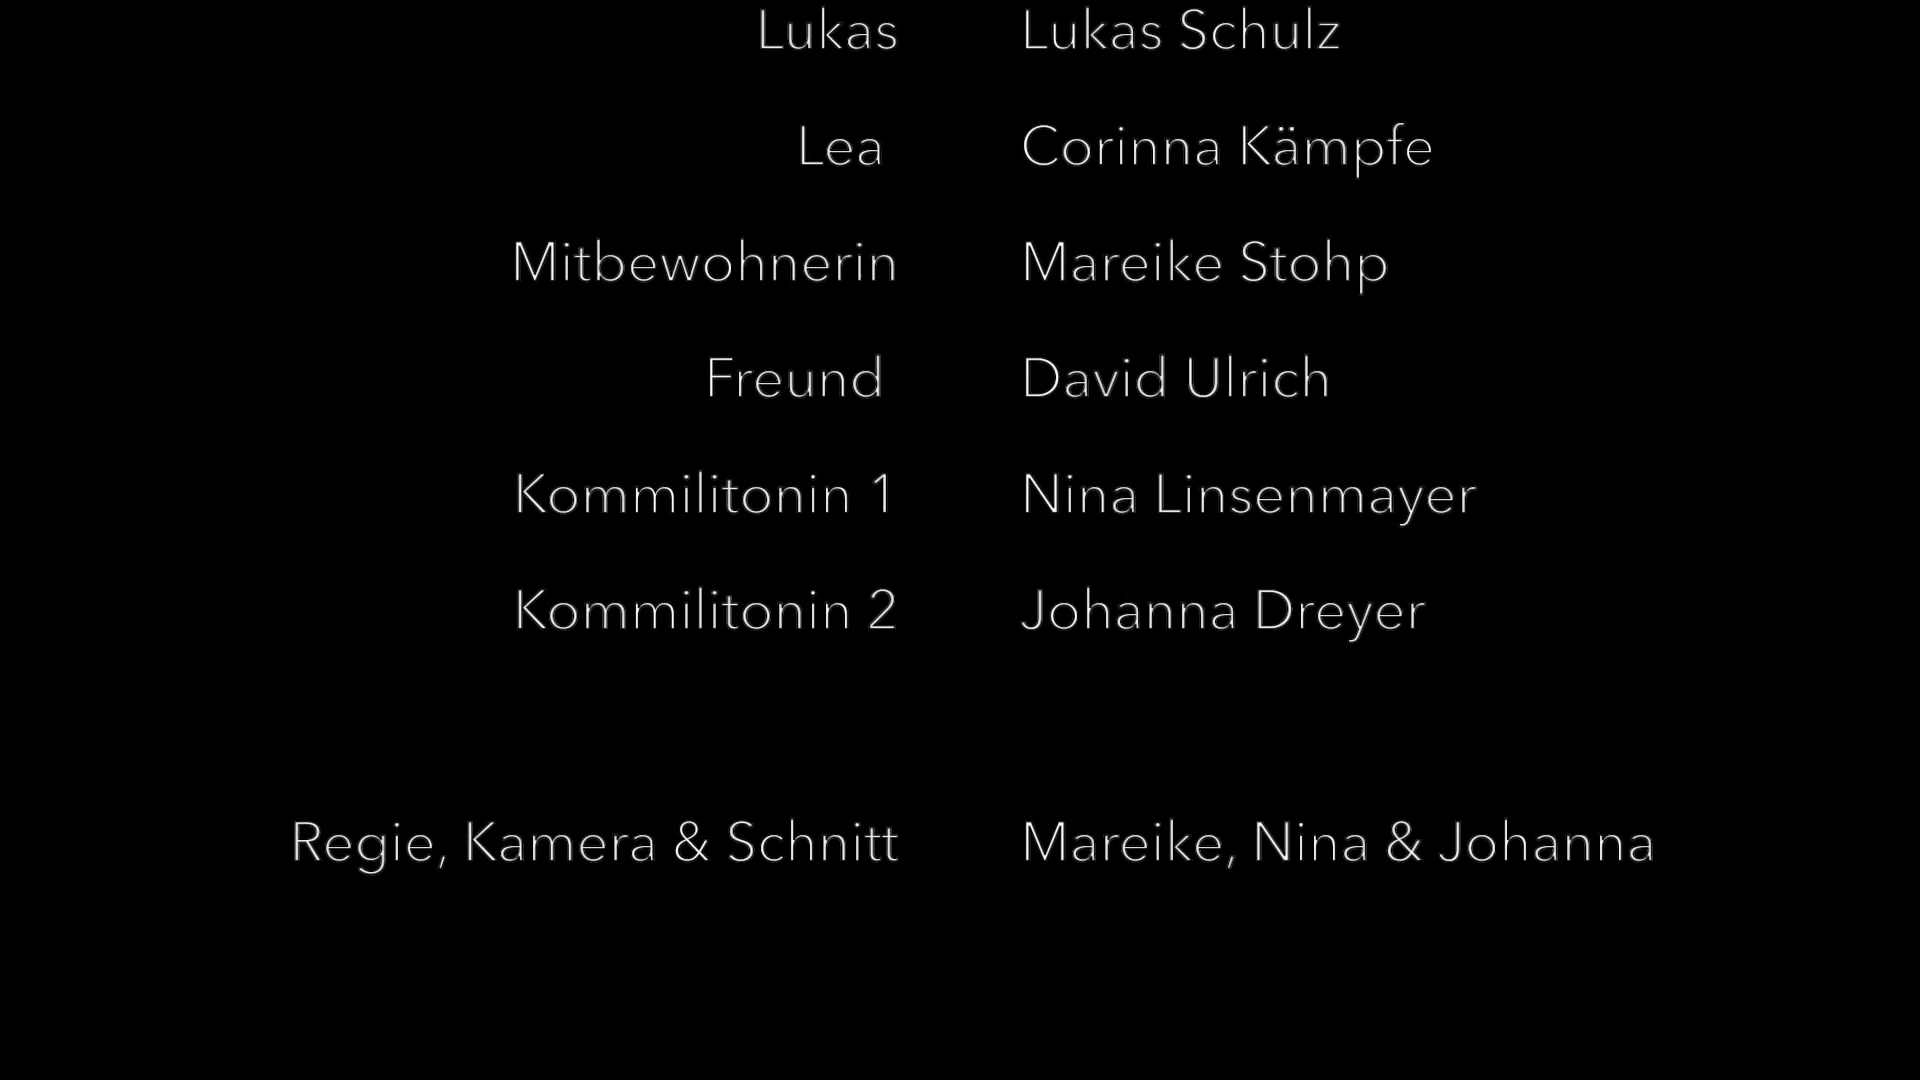 Lukas Lukas Schulz
Lea Corinna Kämpfe
Mitbewohnerin Mareike Stohp
Freund David Ulrich
Kommilitonin 1 Nina Linsenmayer
Kommilitonin 2 Johanna Dreyer
Regie, Kamera & Schnitt Mareike, Nina & Johanna